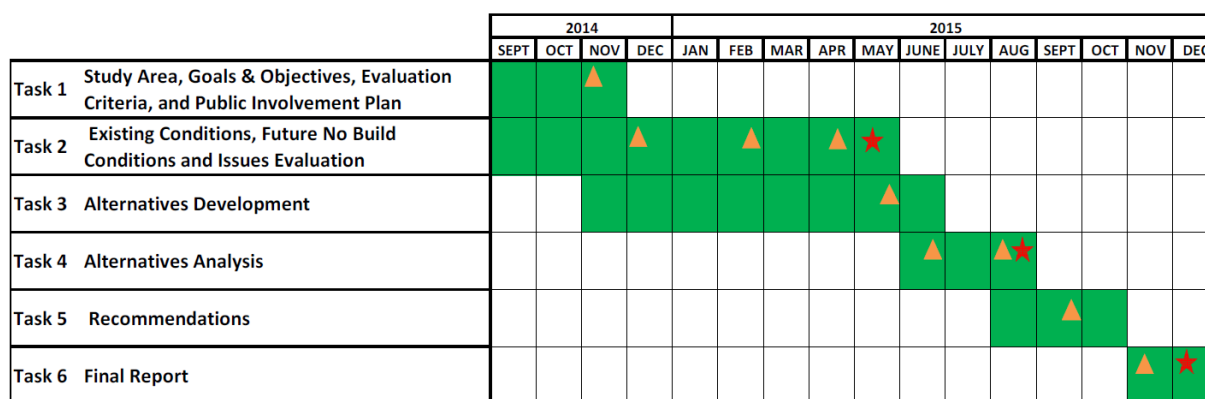 2014 2015
SEPT OCT NOV DEC JAN FEB MAR APR MAY JUNE JULY AUG SEPT OCT NOV DEC
Task 1 Study Area, Goals & Objectives, Evaluation
Criteria, and Public Involvement Plan
Task 2 Existing Conditions, Future No Build
Conditions and Issues Evaluation
Task 3 Alternatives Development
Task 4 Alternatives Analysis
Task 5 Recommendations
Task 6 Final Report